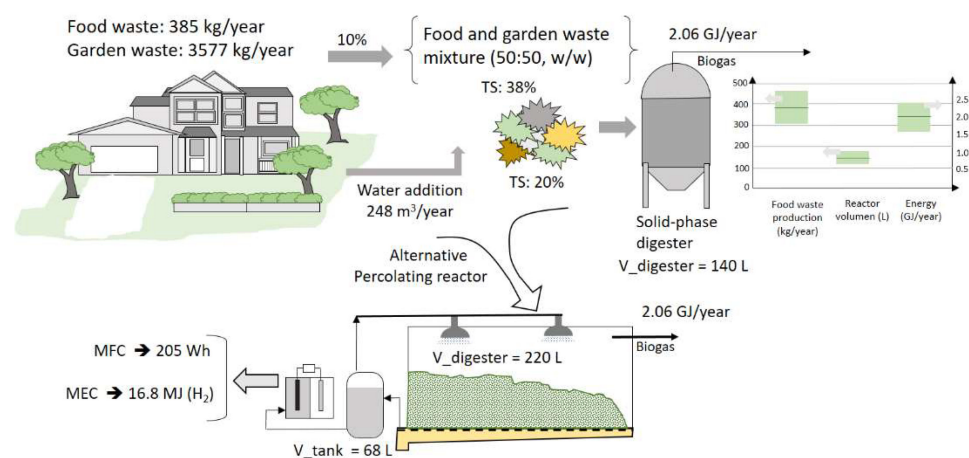 Food waste: 385 kg/year
Garden waste: 3577 kg/year
10%
Food and garden waste
mixture (50:50, w/w)
TS: 38%
TS: 20%
Water addition
248 m³/year
2.06 GJ/year
Biogas
Solid-phase
digester
V_digester = 140 L
500
400
300
200
100
0
2.5
2.0
1.5
1.0
0.5
Food waste
production
(kg/year)
Reactor
volumen (L)
Energy
(GJ/year)
Alternative
Percolating reactor
2.06 GJ/year
Biogas
V_digester = 220 L
MFC ➔ 205 Wh
MEC ➔ 16.8 MJ (H₂)
V_tank = 68 L